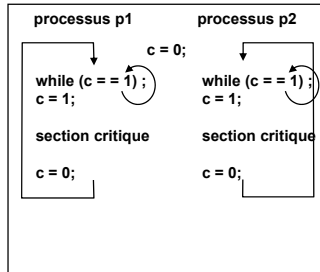 processus p1
processus p2
c = 0;
while (c = = 1) ;
c = 1;
section critique
c = 0;
while (c = = 1) ;
c = 1;
section critique
c = 0;